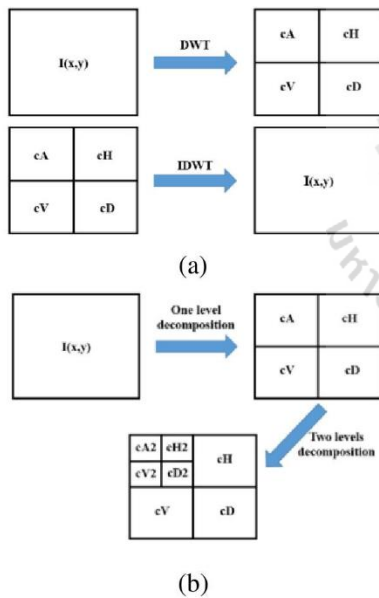 I(x,y)
DWT
cA cH
cV cD
cA cH
cV cD
IDWT
I(x,y)
(a)
I(x,y)
One level
decomposition
cA cH
cV cD
Two levels
decomposition
cA2 cH2
cV2 cD2
cH
cV cD
(b)